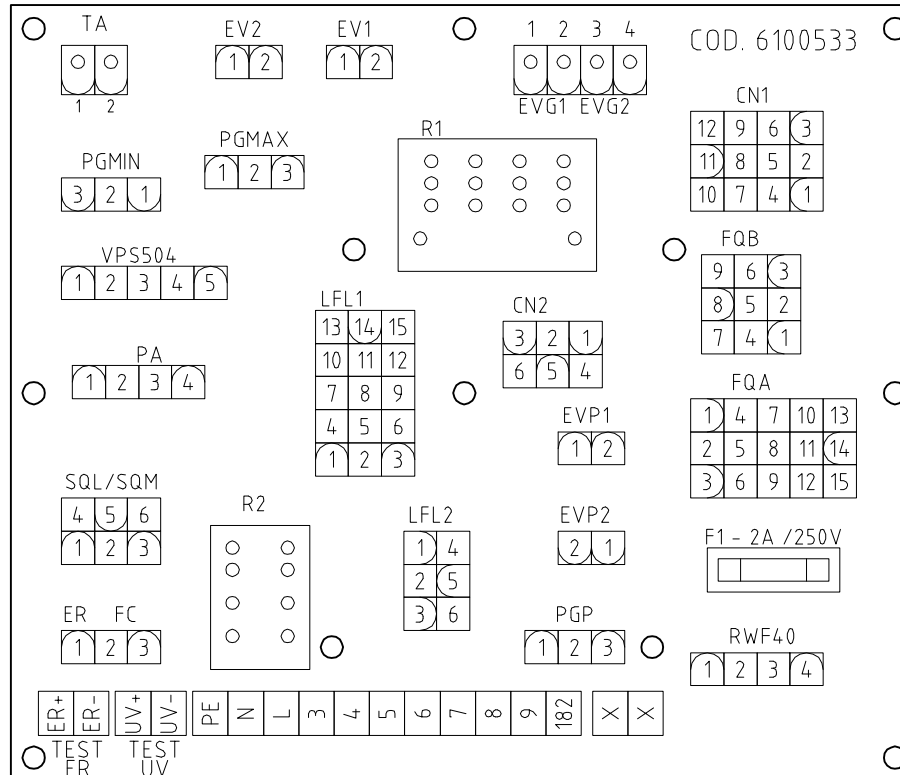 TA
1 2
EV2
1 2
EV1
1 2
1 2 3 4
EVG1 EVG2
COD. 6100533
CN1
12 9 6 3
11 8 5 2
10 7 4 1
PGMIN
3 2 1
PGMAX
1 2 3
R1
VPS504
1 2 3 4 5
FQB
9 6 3
8 5 2
7 4 1
LFL1
13 14 15
10 11 12
7 8 9
4 5 6
1 2 3
CN2
3 2 1
6 5 4
PA
1 2 3 4
FQA
1 4 7 10 13
2 5 8 11 14
3 6 9 12 15
EVP1
1 2
SQL/SQM
4 5 6
1 2 3
R2
LFL2
1 4
2 5
3 6
EVP2
2 1
F1 - 2A /250V
ER FC
1 2 3
PGP
1 2 3
RWF40
1 2 3 4
ER+ ER- UV+ UV- PE N L 3 4 5 6 7 8 9 182 X X
TEST ER
TEST UV